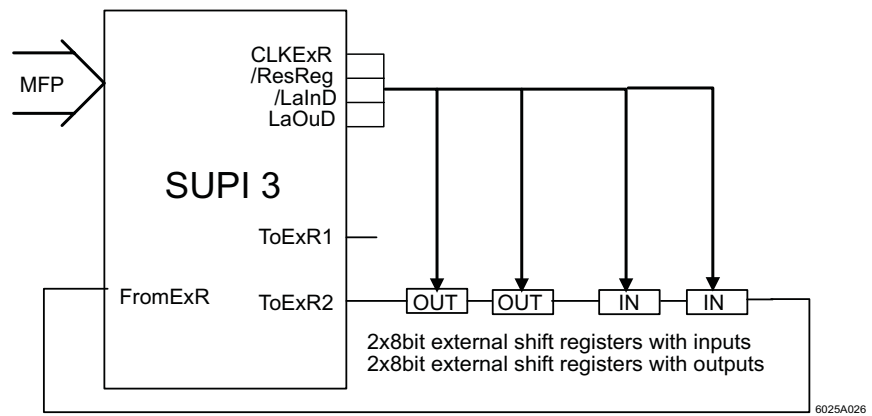 CLKExR
/ResReg
MFP
/LaInD
LaOuD
SUPI 3
ToExR1
FromExR
ToExR2
OUT
OUT
IN
IN
2x8bit external shift registers with inputs
2x8bit external shift registers with outputs
6025A026